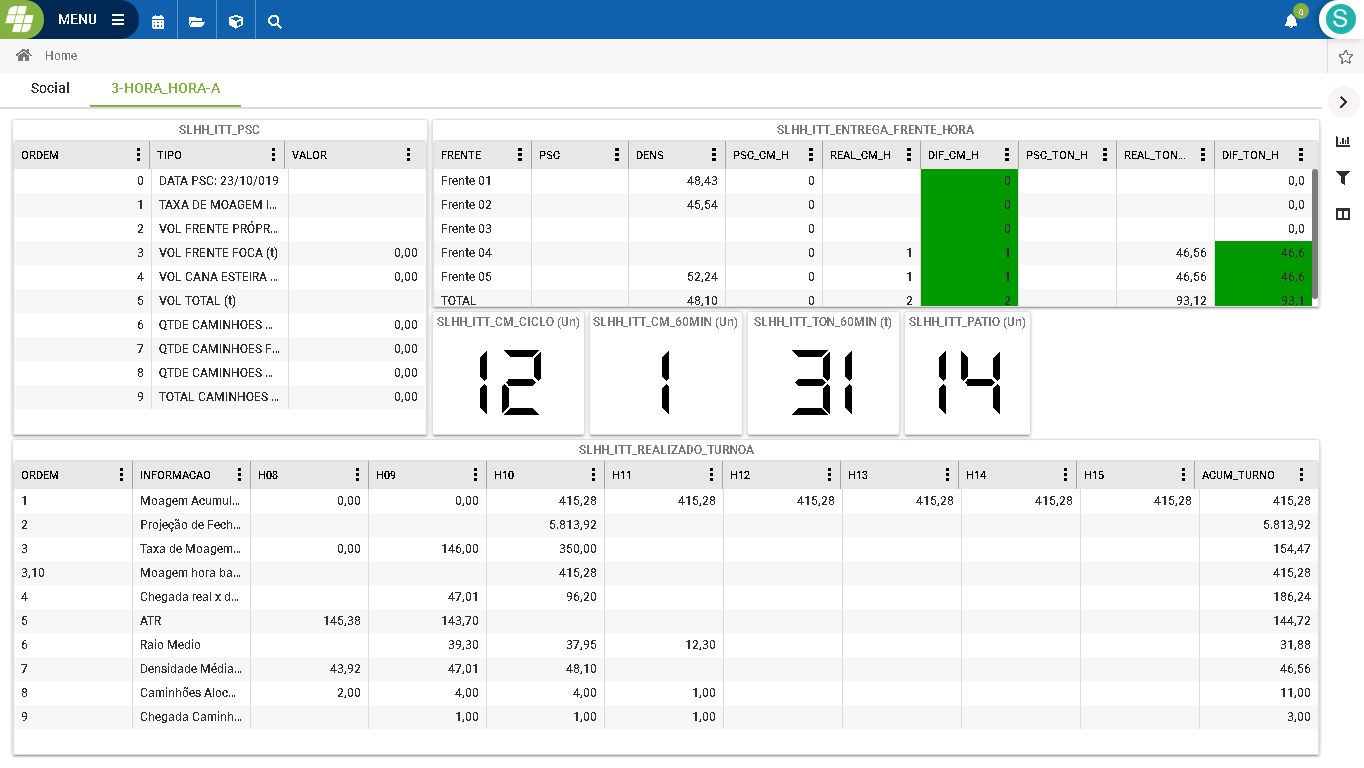 MENU
0
S
Home
Social 3-HORA_HORA-A
SLHH_ITT_PSC
ORDEM TIPO VALOR
0 DATA PSC: 23/10/019
1 TAXA DE MOAGEM I...
2 VOL FRENTE PRÓPR...
3 VOL FRENTE FOCA (t) 0,00
4 VOL CANA ESTEIRA ... 0,00
5 VOL TOTAL (t)
6 QTDE CAMINHOES ... 0,00
7 QTDE CAMINHOES F... 0,00
8 QTDE CAMINHOES ... 0,00
9 TOTAL CAMINHOES ... 0,00
SLHH_ITT_ENTREGA_FRENTE_HORA
FRENTE PSC DENS PSC_CM_H REAL_CM_H DIF_CM_H PSC_TON_H REAL_TON... DIF_TON_H
Frente 01 48,43 0 0 0,0
Frente 02 45,54 0 0 0,0
Frente 03 0 0 0,0
Frente 04 0 1 1 46,56 46,6
Frente 05 52,24 0 1 1 46,56 46,6
TOTAL 48,10 0 2 2 93,12 93,1
SLHH_ITT_CM_CICLO (Un) SLHH_ITT_CM_60MIN (Un) SLHH_ITT_TON_60MIN (t) SLHH_ITT_PATIO (Un)
12 1 31 14
SLHH_ITT_REALIZADO_TURNOA
ORDEM INFORMACAO H08 H09 H10 H11 H12 H13 H14 H15 ACUM_TURNO
1 Moagem Acumul... 0,00 0,00 415,28 415,28 415,28 415,28 415,28 415,28 415,28
2 Projeção de Fech... 5.813,92 5.813,92
3 Taxa de Moagem... 0,00 146,00 350,00 154,47
3,10 Moagem hora ba... 415,28 415,28
4 Chegada real x d... 47,01 96,20 186,24
5 ATR 145,38 143,70 144,72
6 Raio Medio 39,30 37,95 12,30 31,88
7 Densidade Média... 43,92 47,01 48,10 46,56
8 Caminhões Aloc... 2,00 4,00 4,00 1,00 11,00
9 Chegada Caminh... 1,00 1,00 1,00 3,00